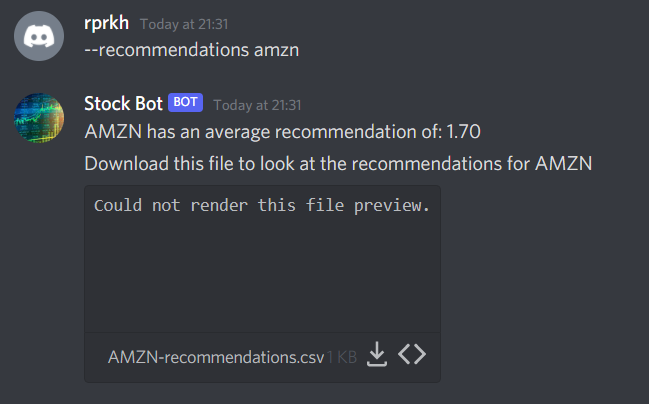 rprkh Today at 21:31
--recommendations amzn
Stock Bot BOT Today at 21:31
AMZN has an average recommendation of: 1.70
Download this file to look at the recommendations for AMZN
Could not render this file preview.
AMZN-recommendations.csv 1 KB